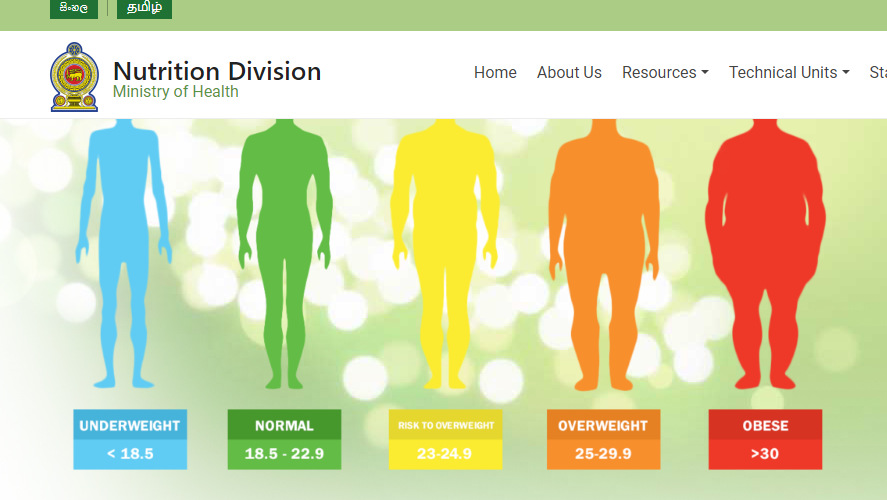 සිංහල
தமிழ்
Nutrition Division
Ministry of Health
Home About Us Resources Technical Units Sta
UNDERWEIGHT
< 18.5
NORMAL
18.5 - 22.9
RISK TO OVERWEIGHT
23-24.9
OVERWEIGHT
25-29.9
OBESE
>30